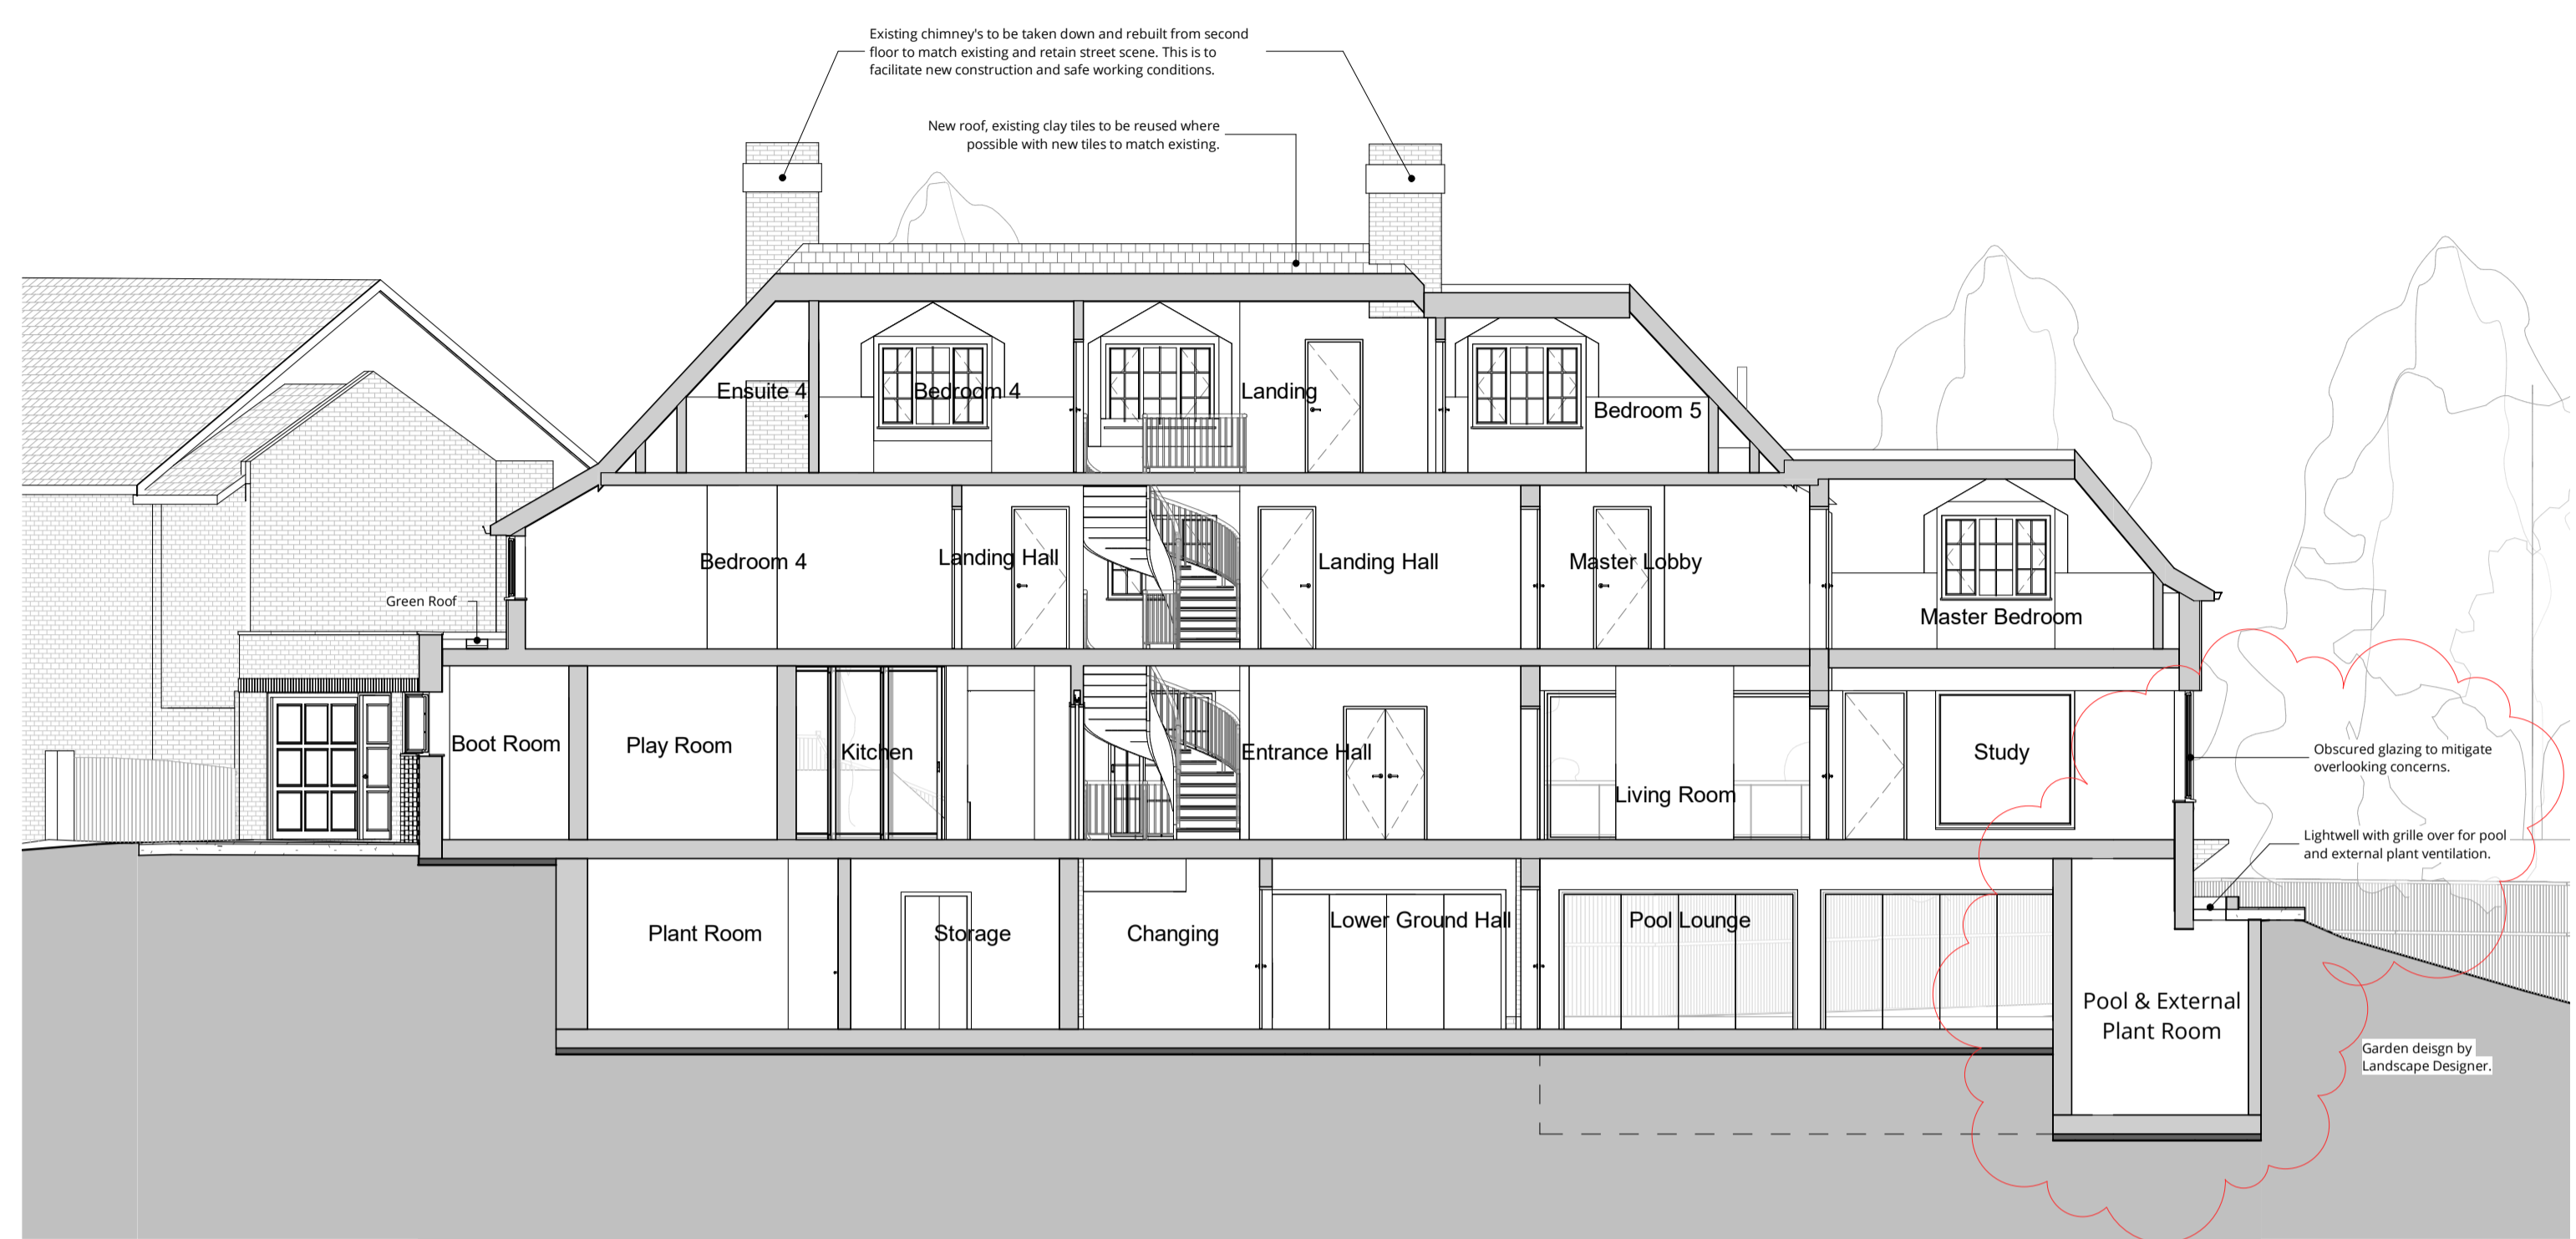 Existing chimney's to be taken down and rebuilt from second
floor to match existing and retain street scene. This is to
facilitate new construction and safe working conditions.
New roof, existing clay tiles to be reused where
possible with new tiles to match existing.
Ensuite 4
Bedroom 4
Landing
Bedroom 5
Bedroom 4
Landing Hall
Landing Hall
Master Lobby
Master Bedroom
Green Roof
Boot Room
Play Room
Kitchen
Entrance Hall
Living Room
Study
Obscured glazing to mitigate
overlooking concerns.
Lightwell with grille over for pool
and external plant ventilation.
Plant Room
Storage
Changing
Lower Ground Hall
Pool Lounge
Pool & External
Plant Room
Garden deisgn by
Landscape Designer.